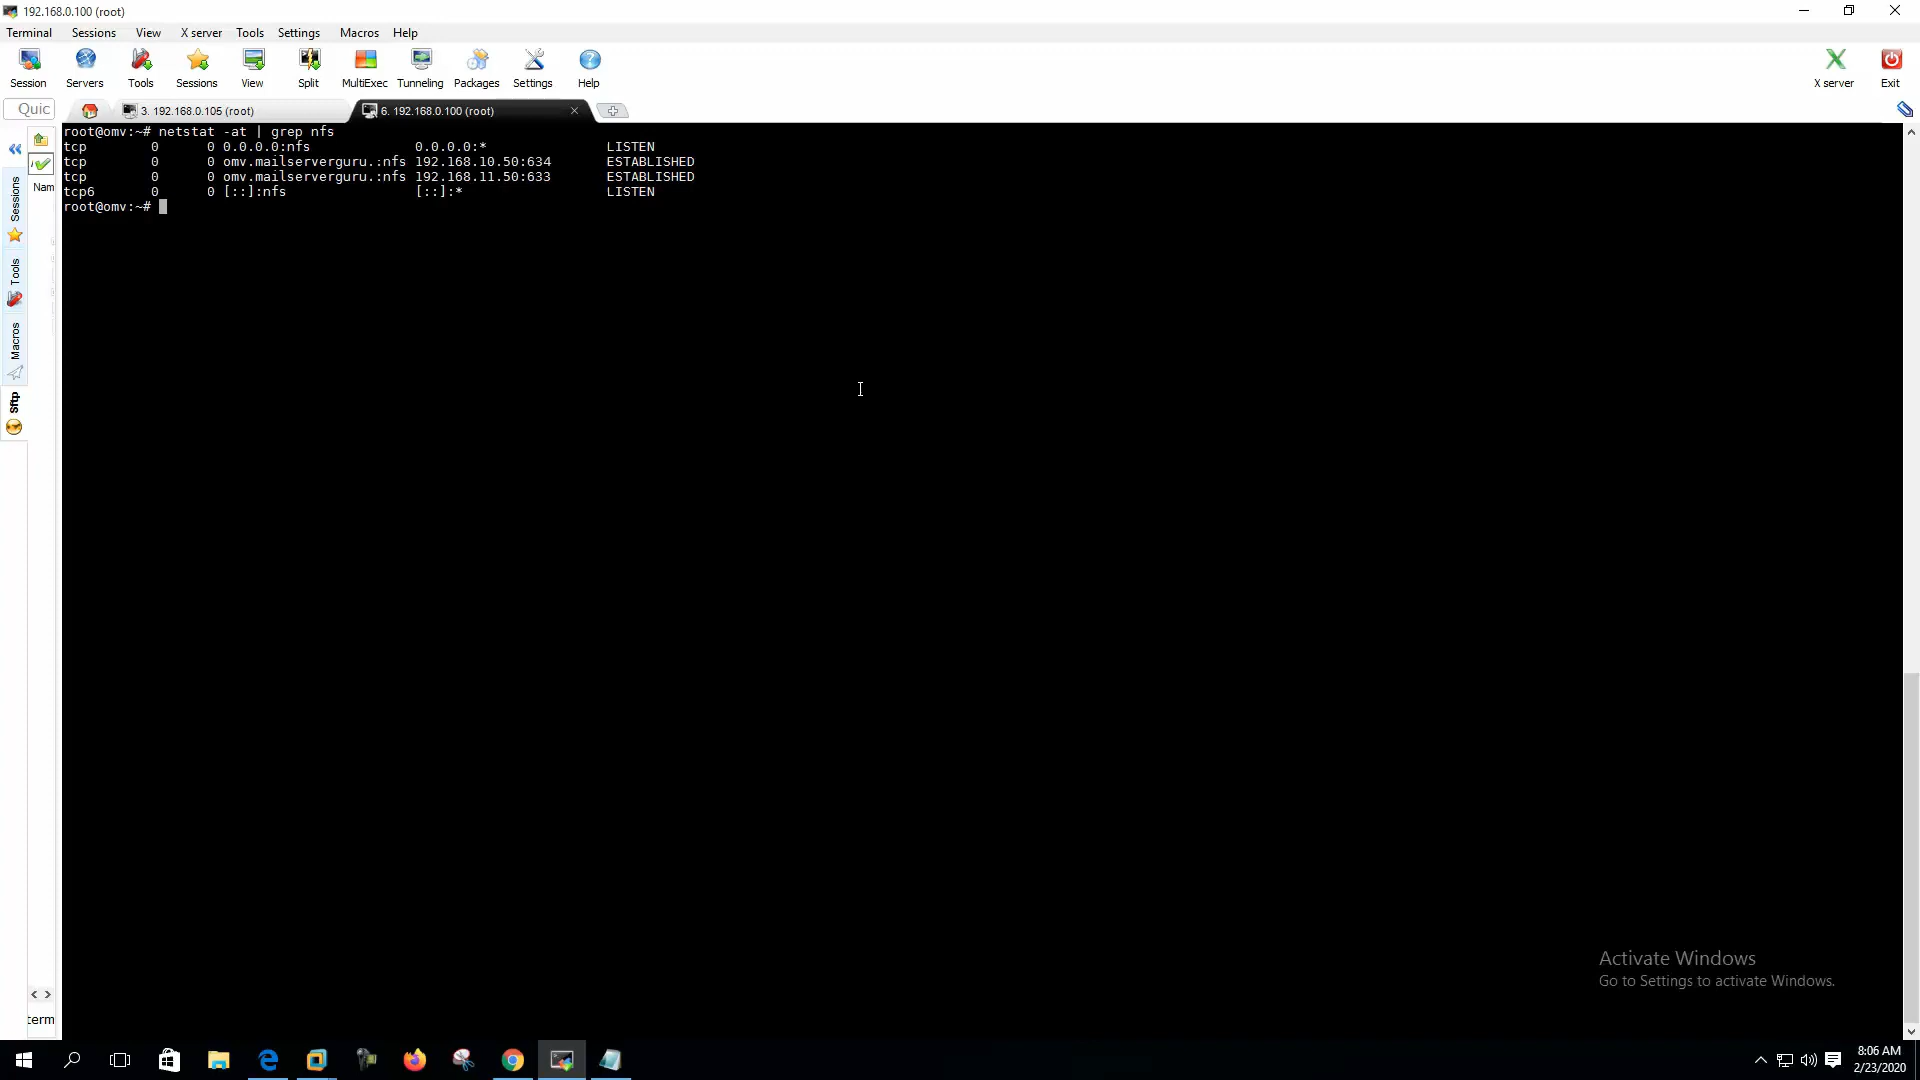 192.168.0.100 (root)
Terminal Sessions View X server Tools Settings Macros Help
Session Servers Tools Sessions View Split MultiExec Tunneling Packages Settings Help X server Exit
Quic 3. 192.168.0.105 (root) 6. 192.168.0.100 (root)
root@omv:~# netstat -at | grep nfs
tcp 0 0 0.0.0.0:nfs 0.0.0.0:* LISTEN
tcp 0 0 omv.mailserverguru.:nfs 192.168.10.50:634 ESTABLISHED
tcp 0 0 omv.mailserverguru.:nfs 192.168.11.50:633 ESTABLISHED
tcp6 0 0 [::]:nfs [::]:* LISTEN
root@omv:~#
Nam
Sessions
Tools
Macros
Sftp
term
Activate Windows
Go to Settings to activate Windows.
8:06 AM
2/23/2020